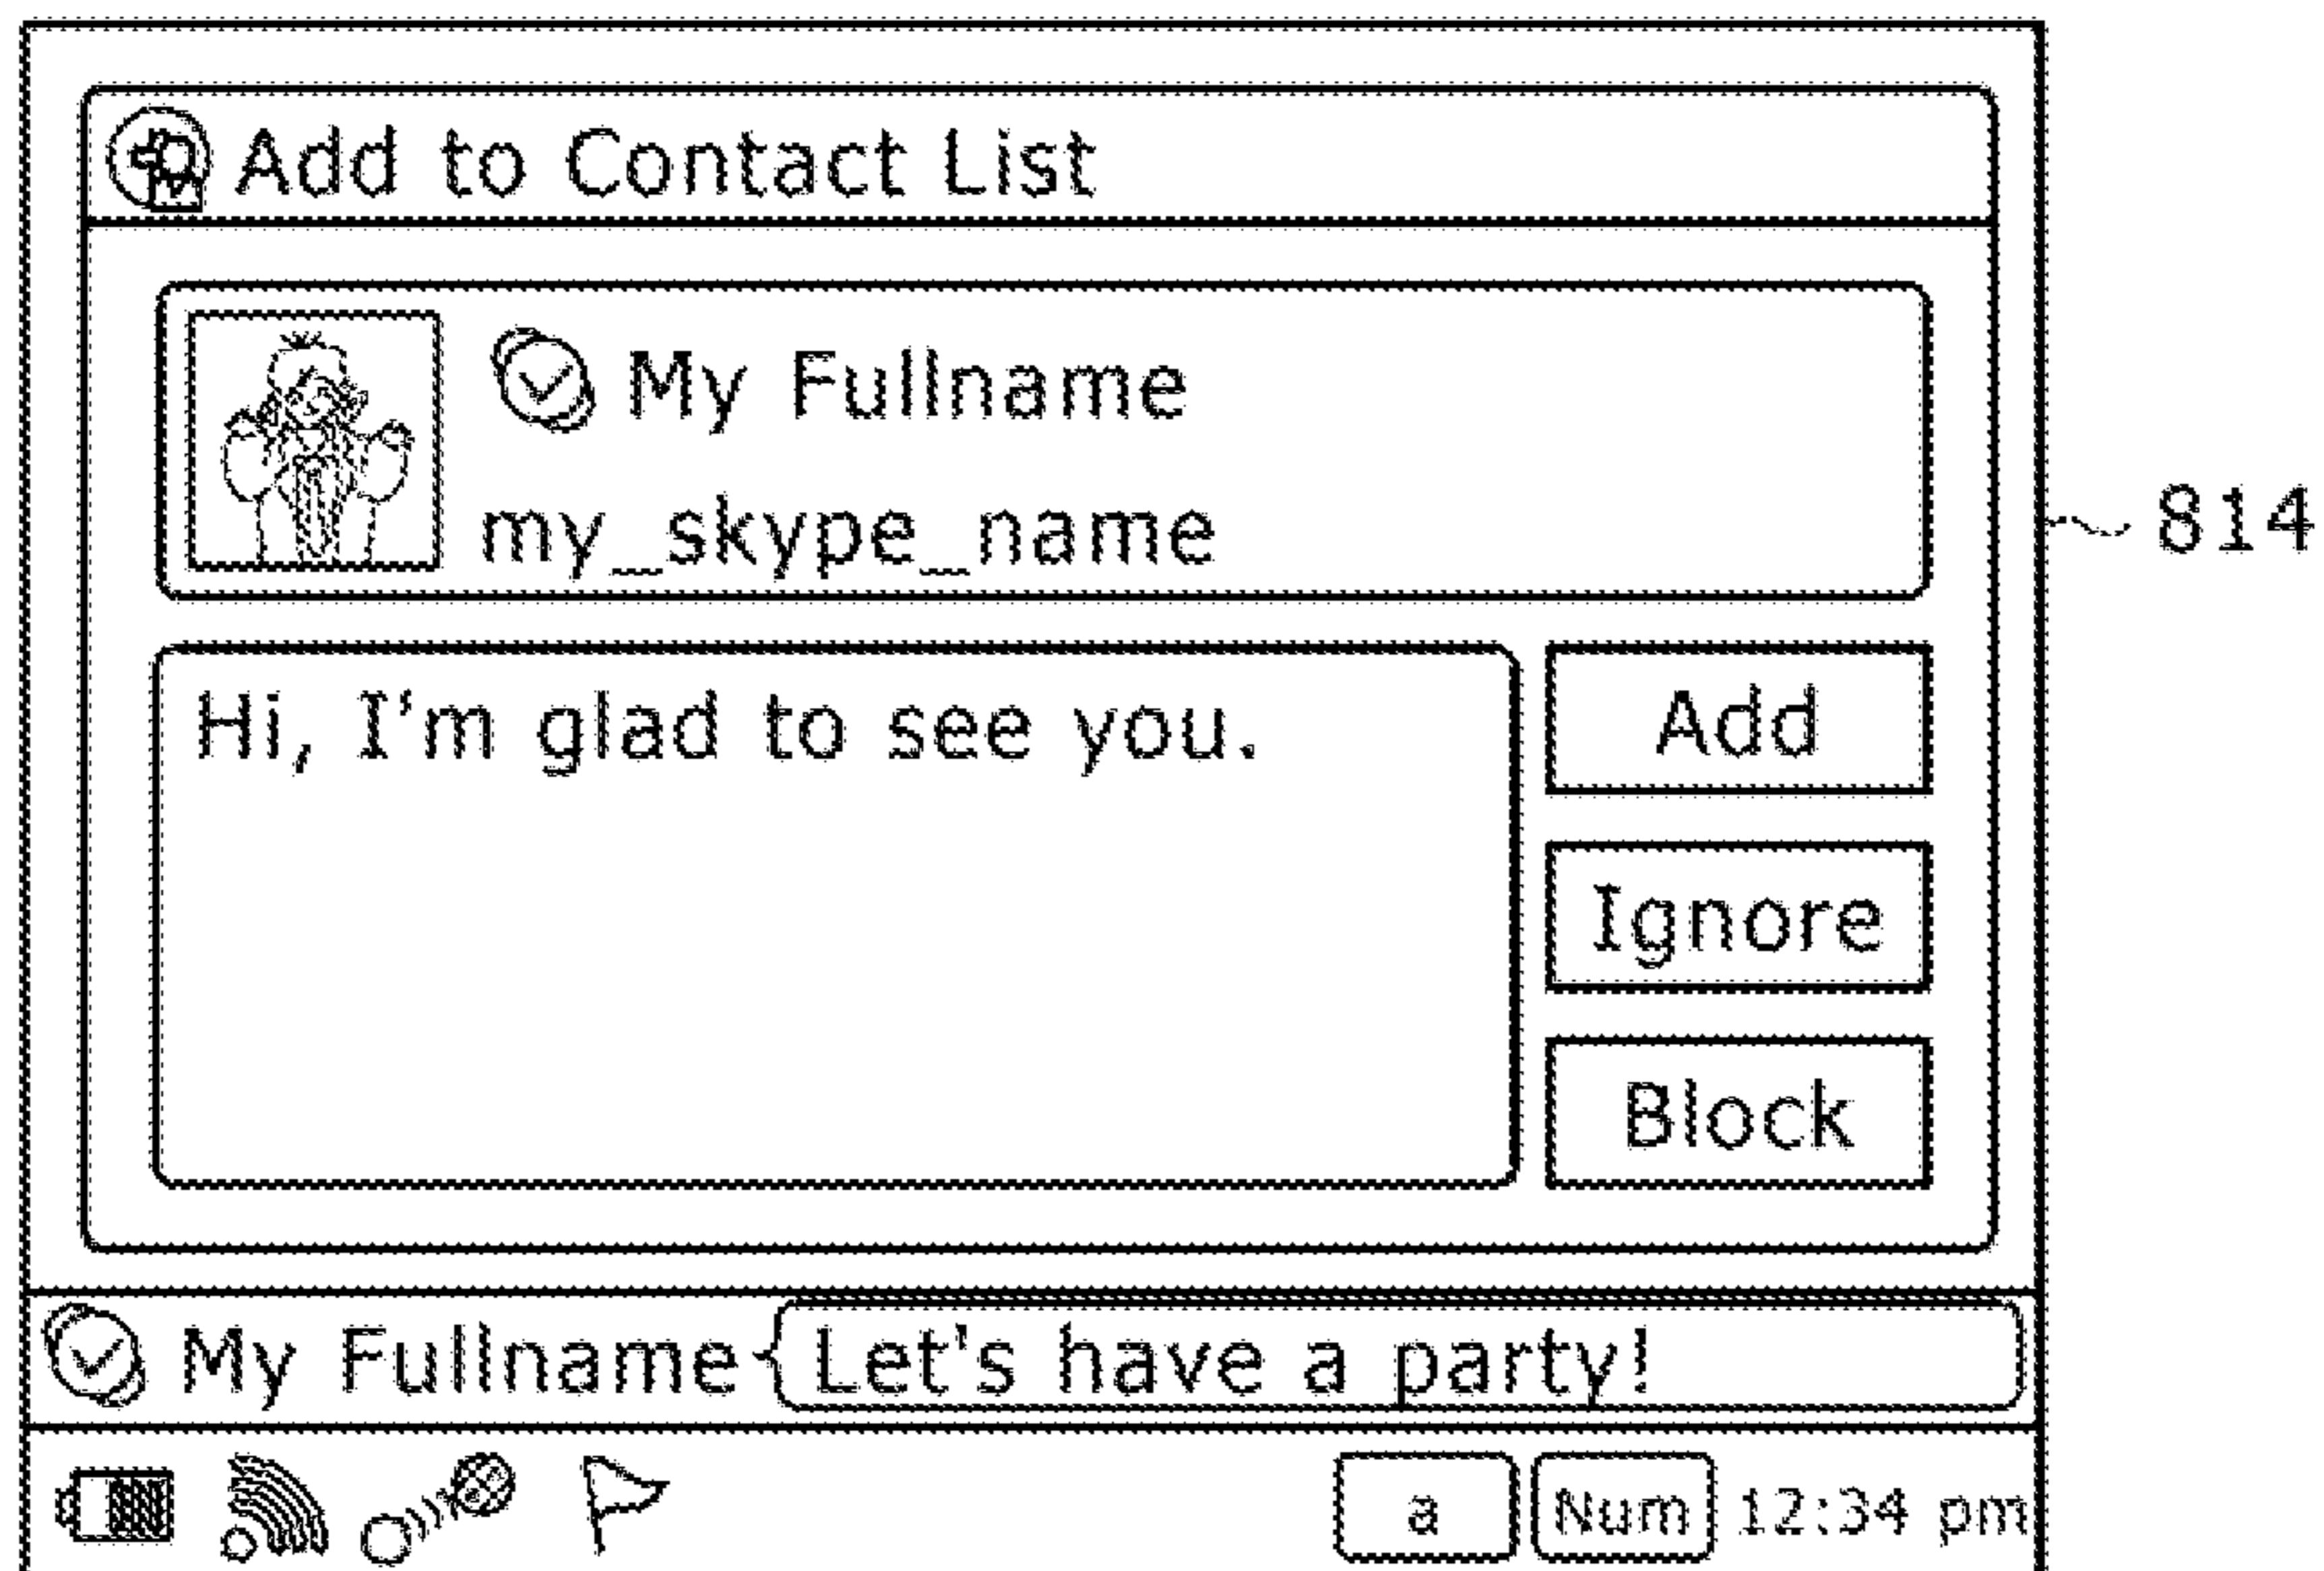 Add to Contact List
My Fullname
my_skype_name
814
Hi, I'm glad to see you.
Add
Ignore
Block
My Fullname Let's have a party!
a Num 12:34 pm